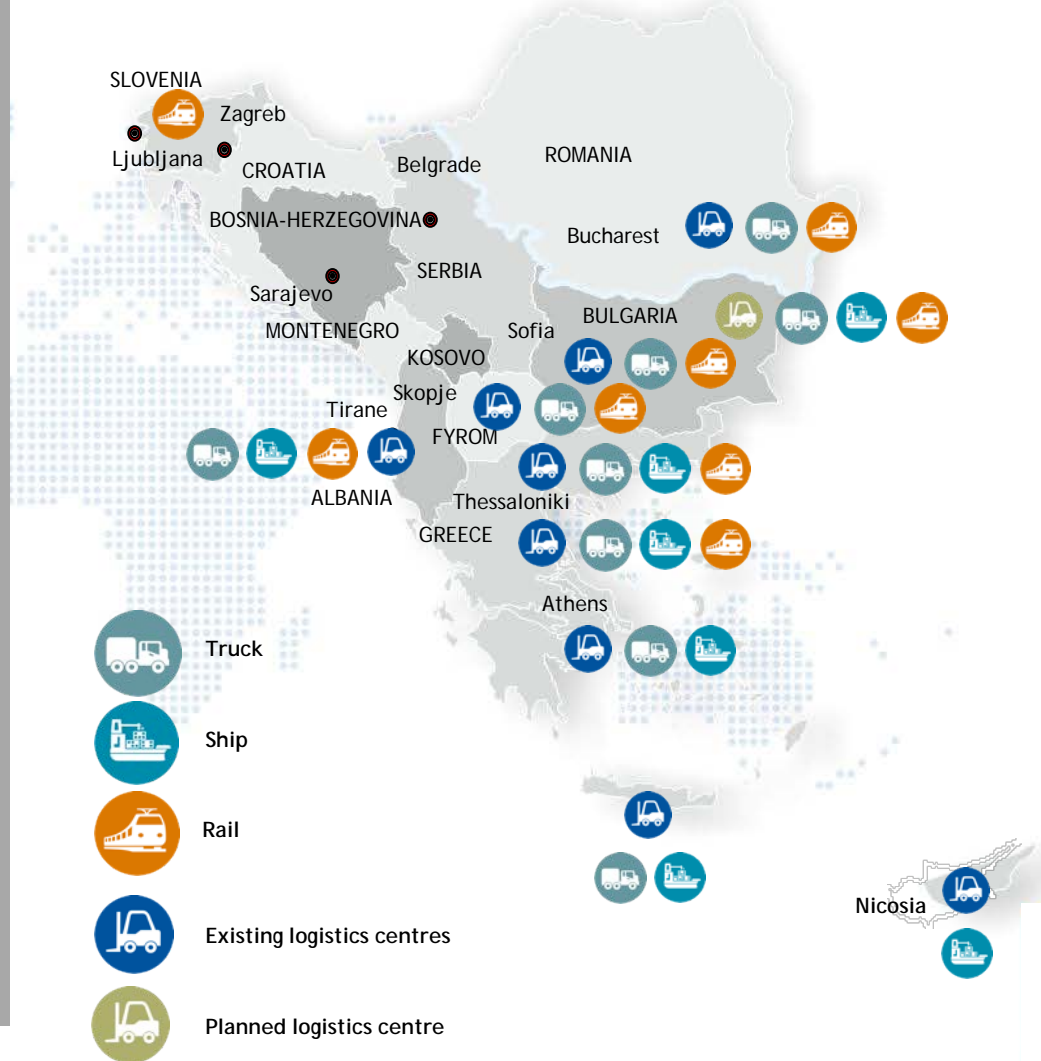 SLOVENIA
Zagreb
Ljubljana
CROATIA
Belgrade
ROMANIA
BOSNIA-HERZEGOVINA
Bucharest
SERBIA
Sarajevo
MONTENEGRO
Sofia
BULGARIA
KOSOVO
Skopje
Tirane
FYROM
ALBANIA
Thessaloniki
GREECE
Athens
Truck
Ship
Rail
Nicosia
Existing logistics centres
Planned logistics centre